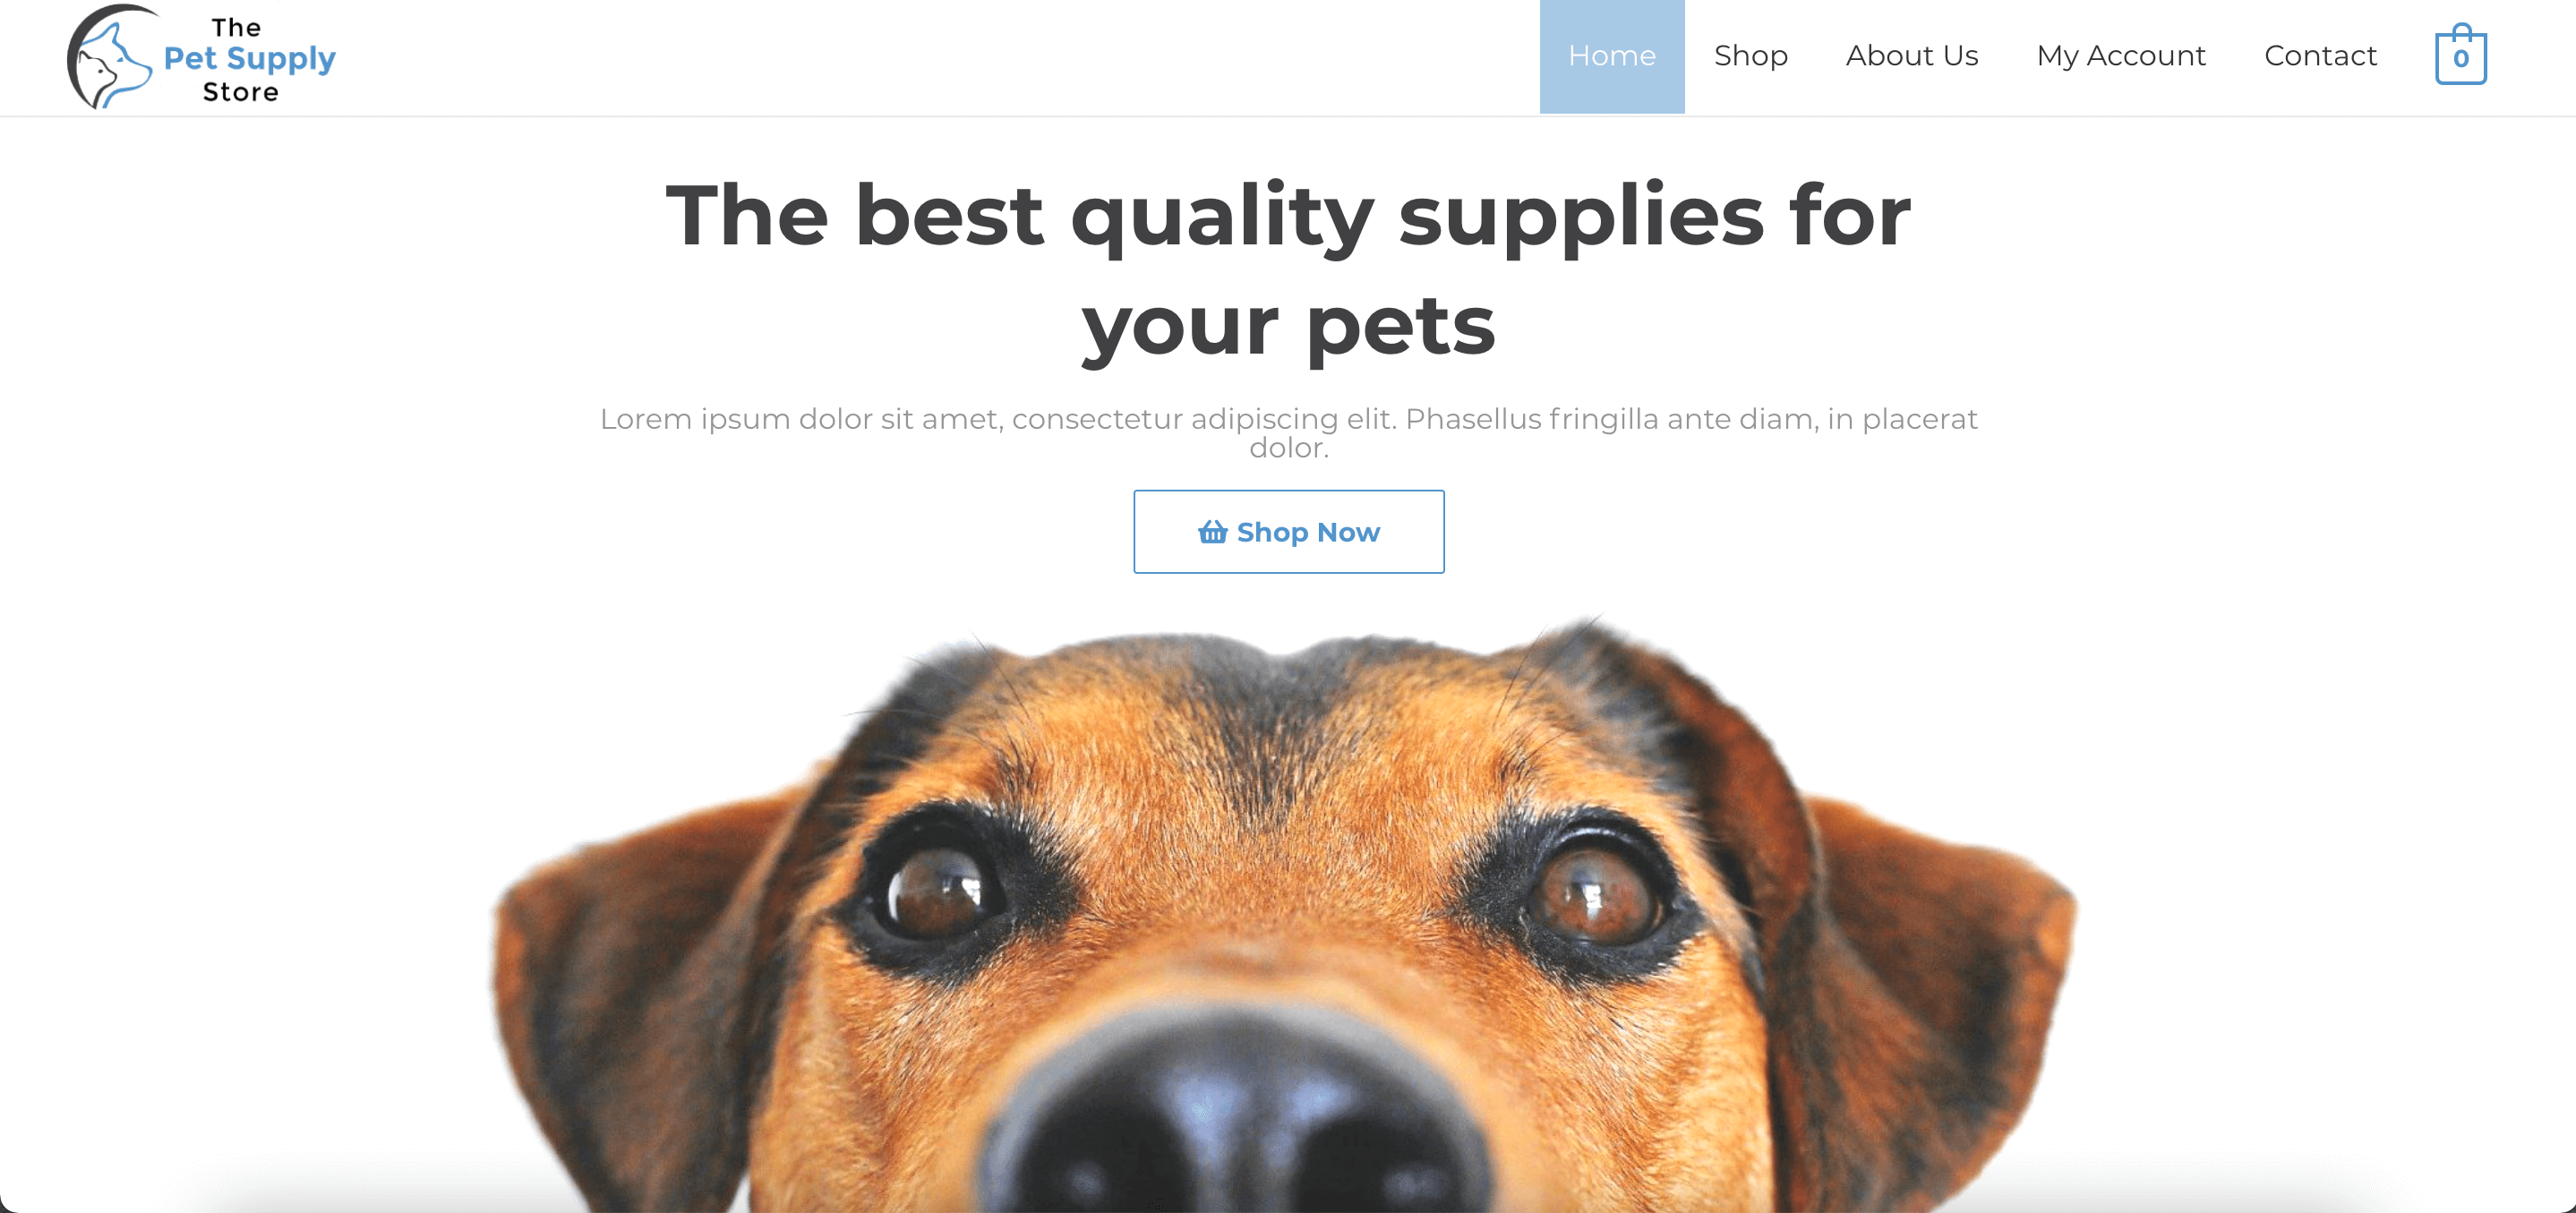 The
Pet Supply
Store
Home
Shop
About Us
My Account
Contact
0
The best quality supplies for
your pets
Lorem ipsum dolor sit amet, consectetur adipiscing elit. Phasellus fringilla ante diam, in placerat
dolor.
Shop Now